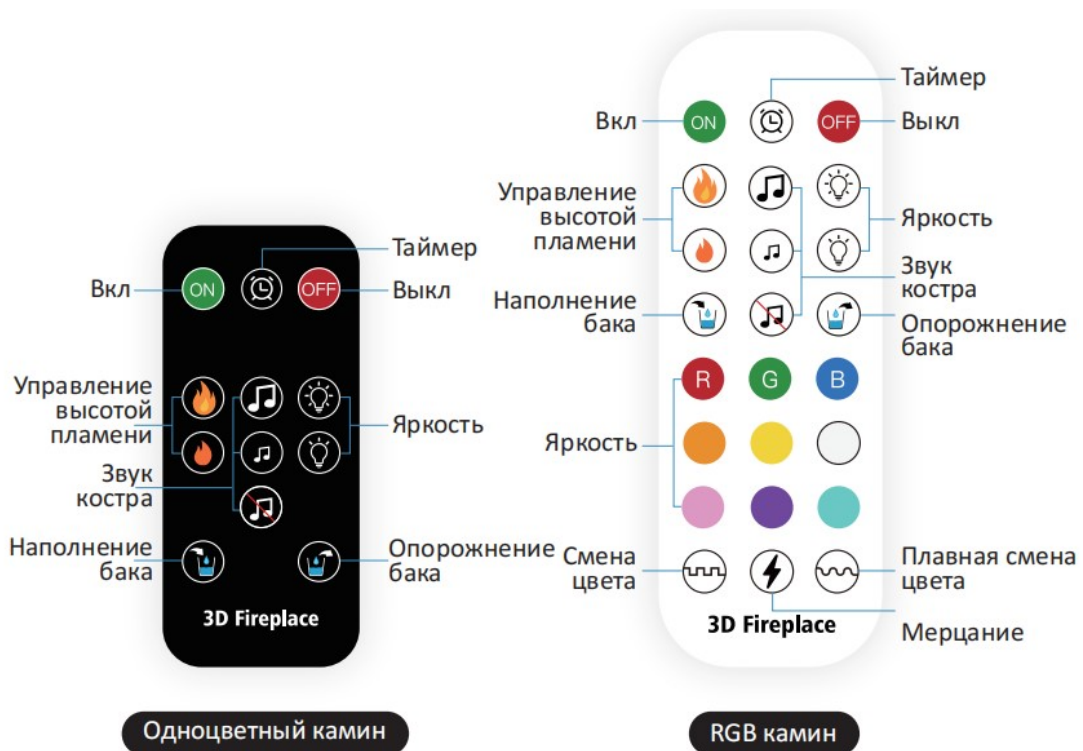 Таймер
Вкл
ON
OFF
Выкл
Управление
высотой
пламени
Яркость
Звук
костра
Наполнение
бака
Опорожнение
бака
3D Fireplace
Одноцветный камин
Таймер
Вкл
ON
OFF
Выкл
Управление
высотой
пламени
Яркость
Звук
костра
Наполнение
бака
Опорожнение
бака
R
G
B
Яркость
Смена
цвета
Плавная смена
цвета
3D Fireplace
Мерцание
RGB камин